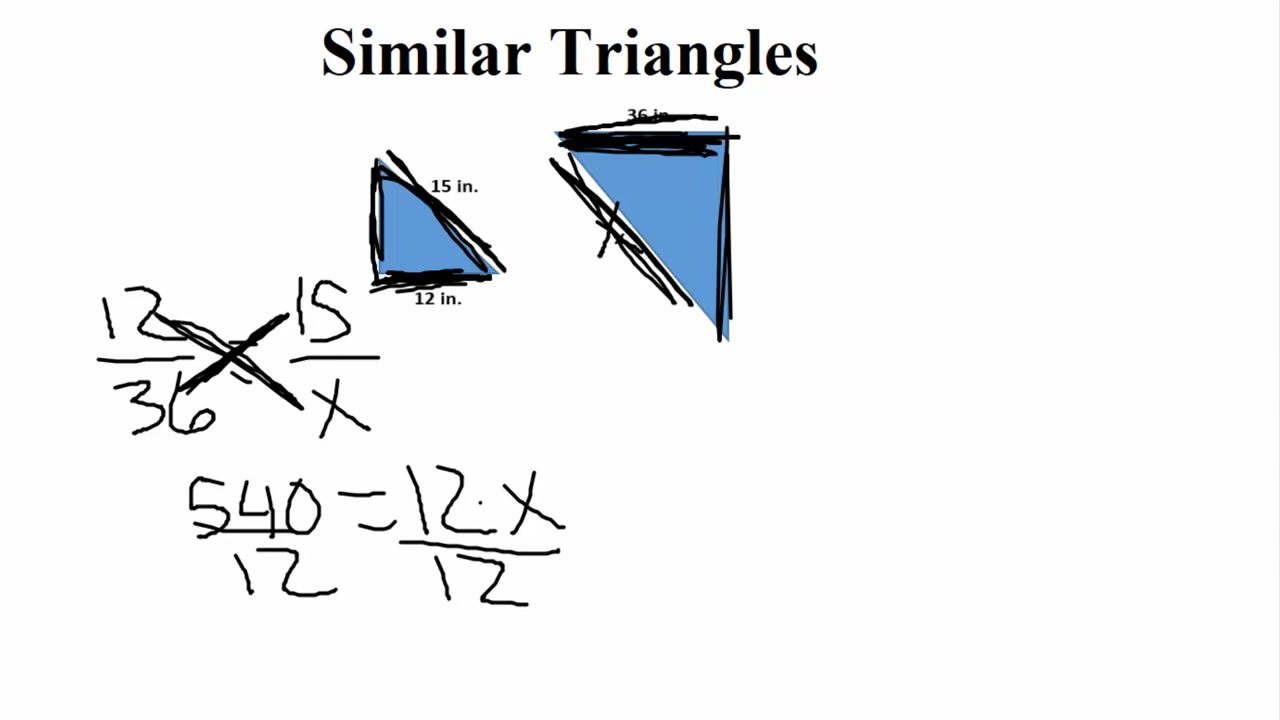 Similar Triangles
36 in.
15 in.
x
12 in.
12 = 15
36 x
540 = 12 · x
12 12